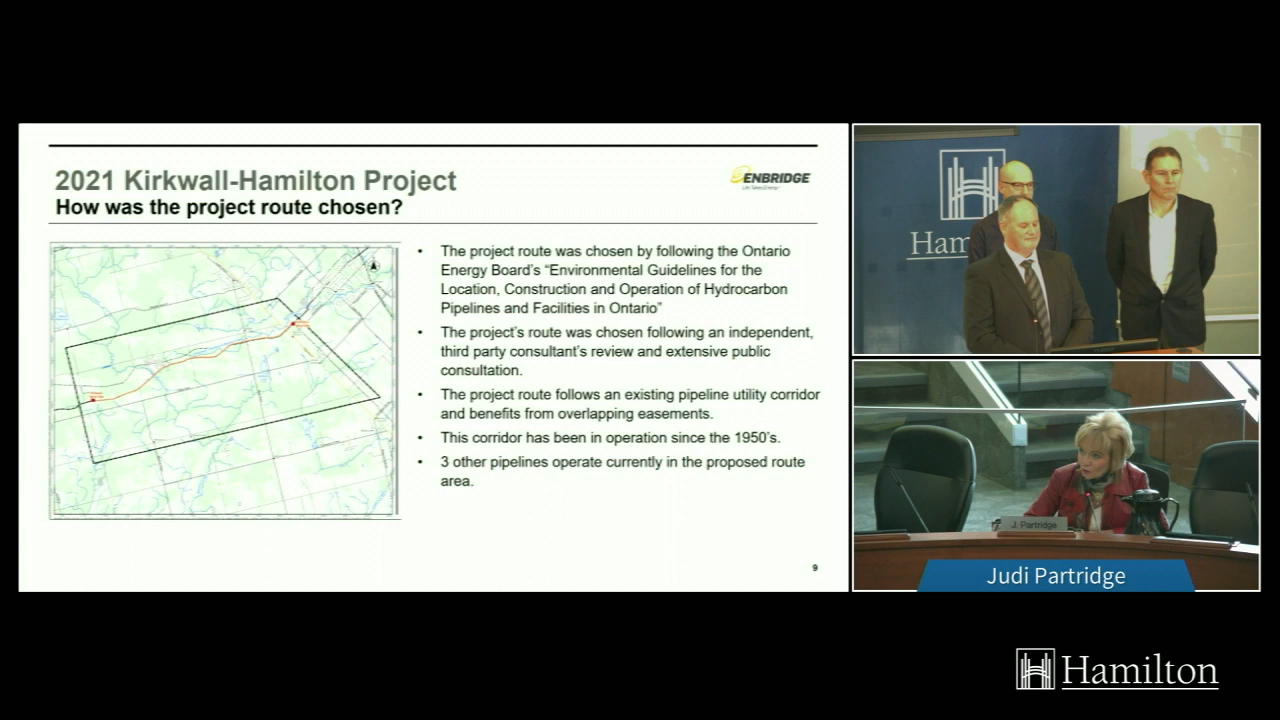 2021 Kirkwall-Hamilton Project
How was the project route chosen?
ENBRIDGE
Life Takes Energy
• The project route was chosen by following the Ontario
Energy Board's “Environmental Guidelines for the
Location, Construction and Operation of Hydrocarbon
Pipelines and Facilities in Ontario”
• The project's route was chosen following an independent,
third party consultant's review and extensive public
consultation.
• The project route follows an existing pipeline utility corridor
and benefits from overlapping easements.
• This corridor has been in operation since the 1950's.
• 3 other pipelines operate currently in the proposed route
area.
9
Ham
J. Partridge
Judi Partridge
Hamilton